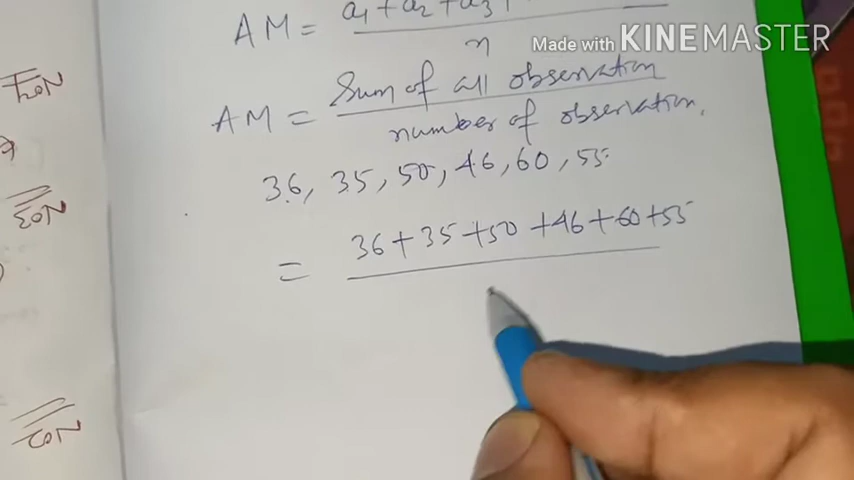 AM = a1 + a2 + a3 +
n
Made with KINEMASTER
AM = Sum of all observation
number of observation.
36, 35, 50, 46, 60, 55
= 36 + 35 + 50 + 46 + 60 + 55